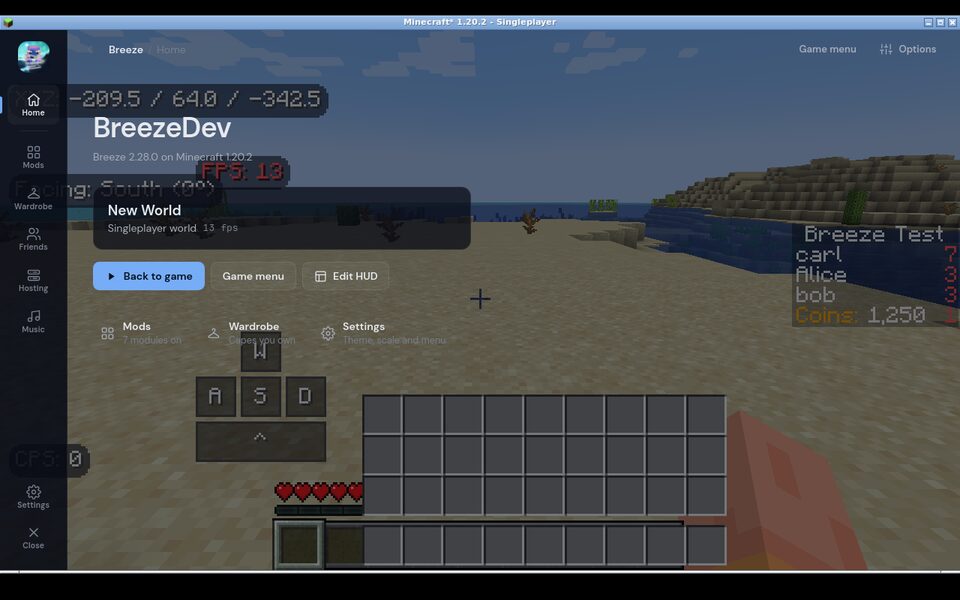 Minecraft* 1.20.2 - Singleplayer
Breeze / Home
Game menu
Options
-209.5 / 64.0 / -342.5
Home
BreezeDev
Breeze 2.28.0 on Minecraft 1.20.2
FPS: 13
Mods
Facing: South (0°)
Wardrobe
New World
Singleplayer world 13 fps
Friends
Breeze Test
carl 7
Alice 3
bob 3
Coins: 1,250 1
Back to game
Game menu
Edit HUD
Hosting
Music
Mods
7 modules on
Wardrobe
Capes you own
Settings
Theme, scale and menu
W
A
S
D
^
CPS: 0
Settings
Close